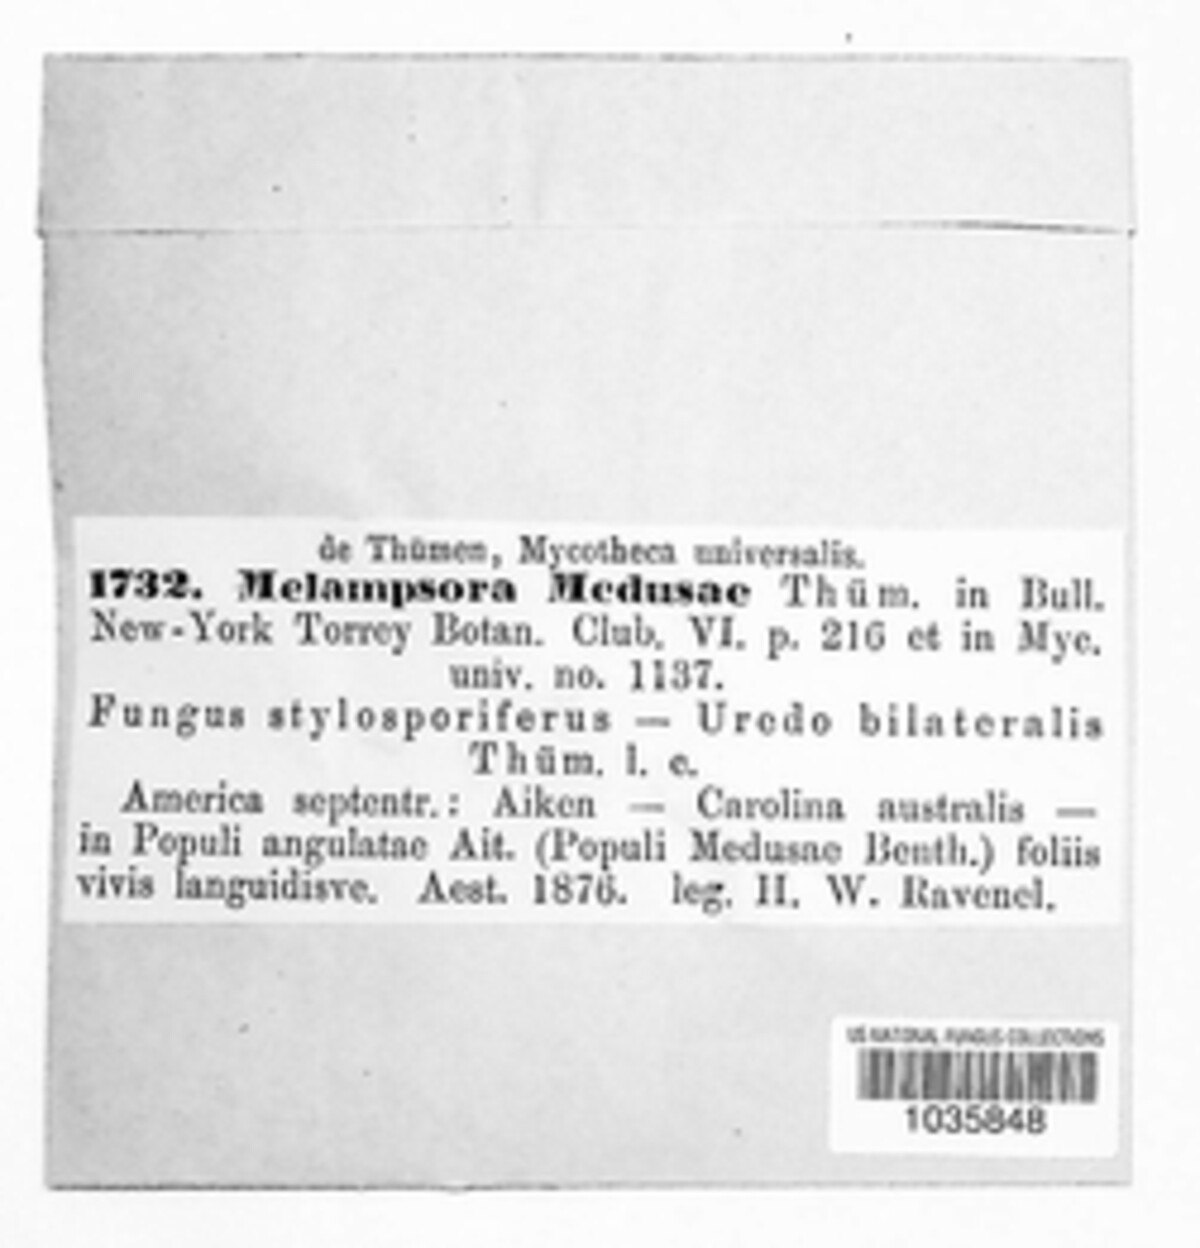 de Thümen, Mycotheca universalis.
1732. Melampsora Medusae Thüm. in Bull.
New-York Torrey Botan. Club. VI. p. 216 et in Myc.
univ. no. 1137.
Fungus stylosporiferus — Uredo bilateralis
Thüm. l. c.
America septentr.: Aiken — Carolina australis —
in Populi angulatae Ait. (Populi Medusae Benth.) foliis
vivis languidisve. Aest. 1876. leg. H. W. Ravenel.
US NATIONAL FUNGUS COLLECTIONS
1035848